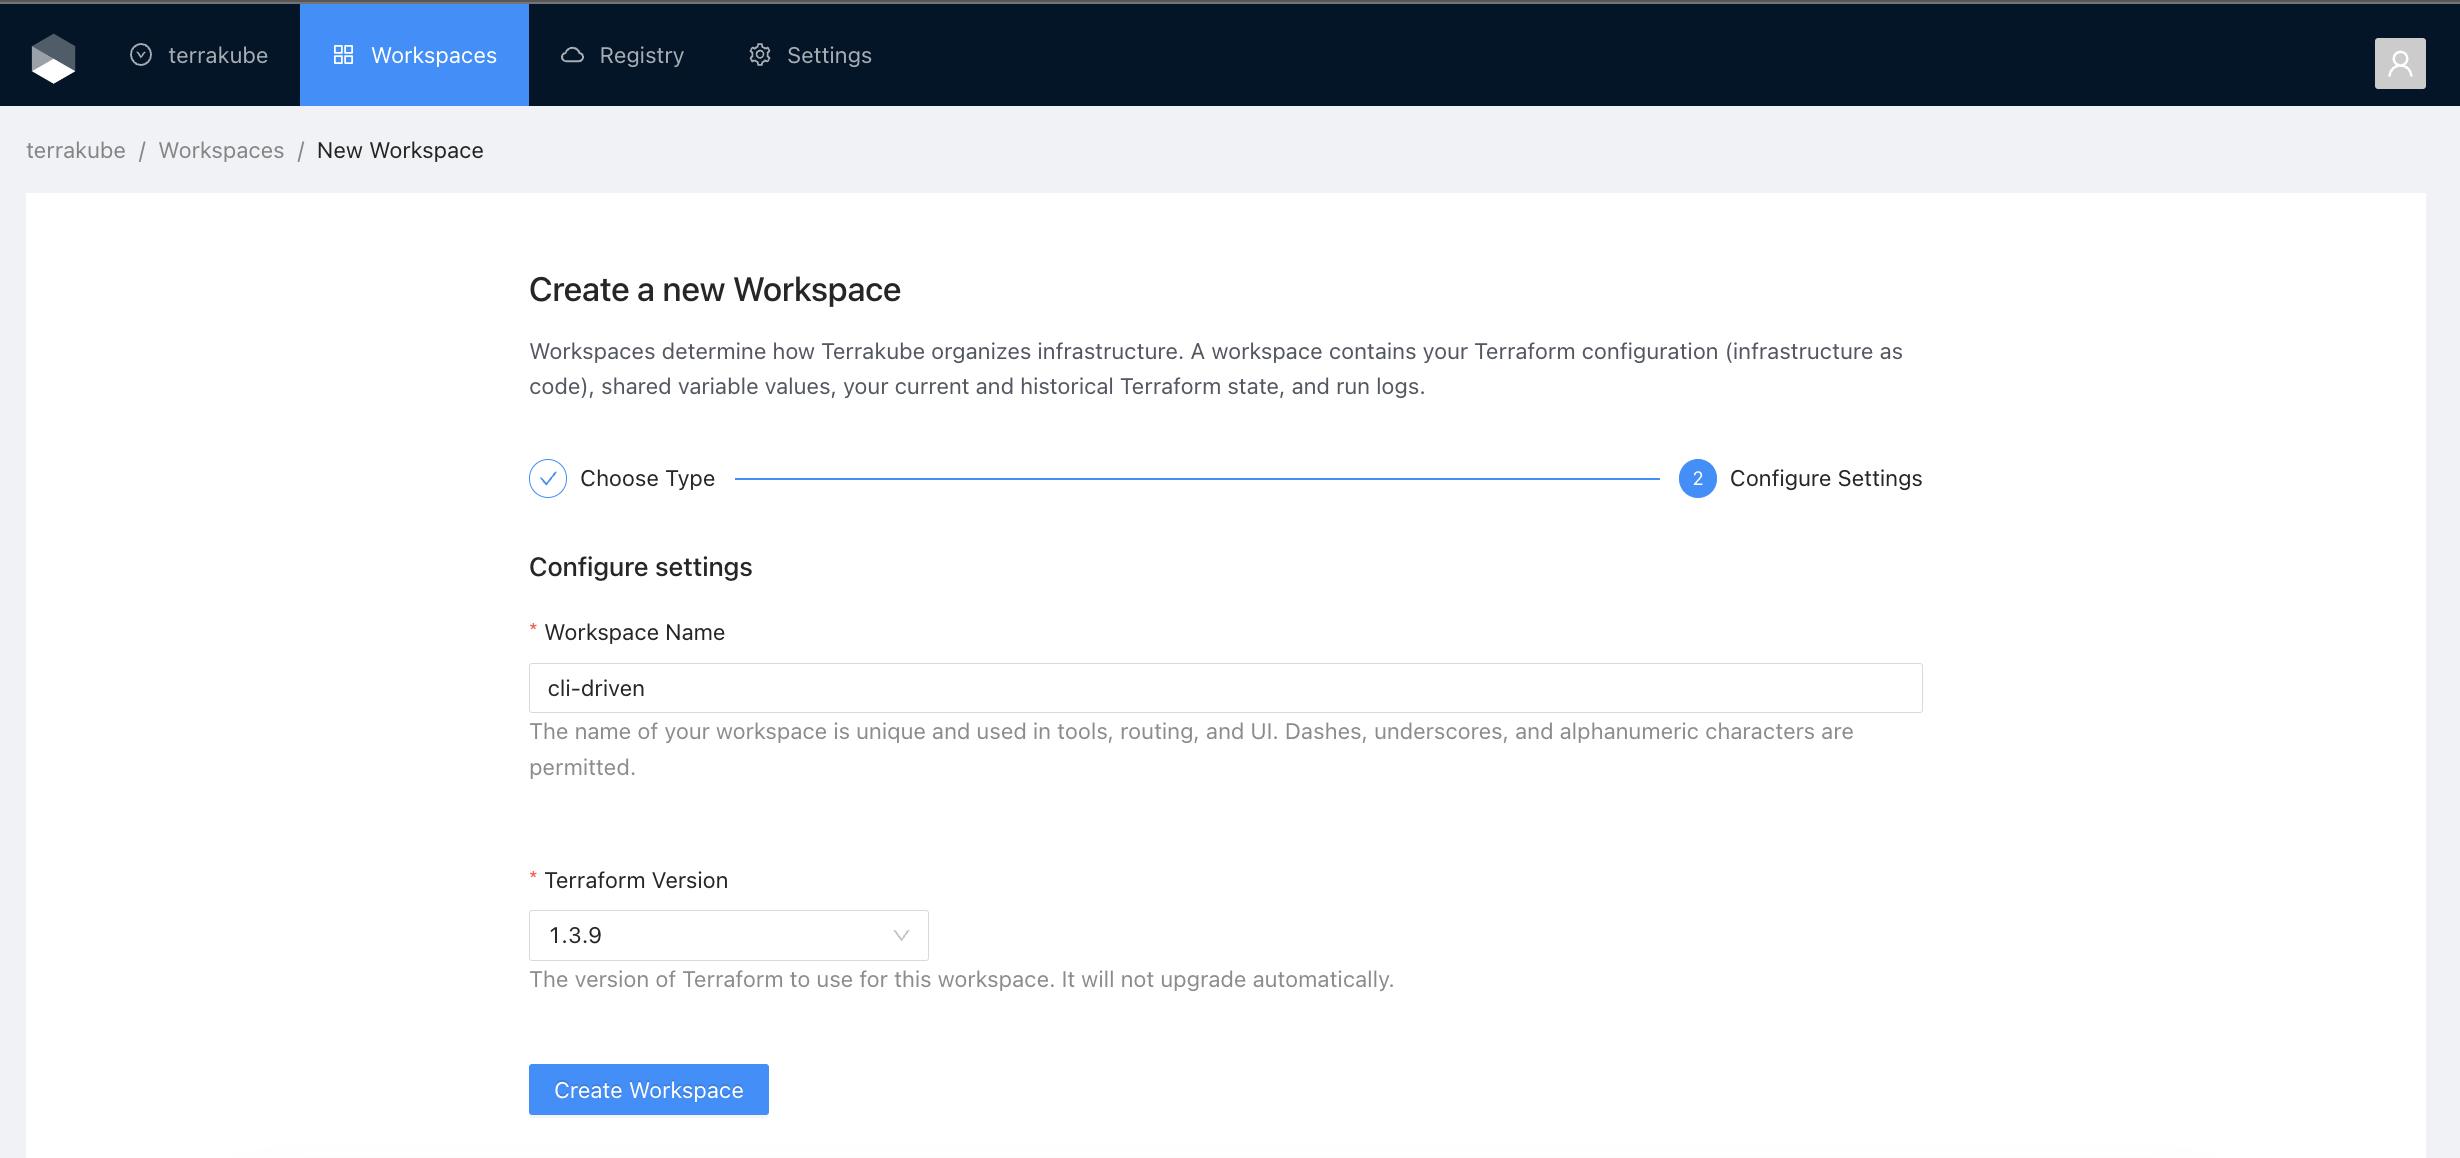 terrakube Workspaces Registry Settings
terrakube / Workspaces / New Workspace
Create a new Workspace
Workspaces determine how Terrakube organizes infrastructure. A workspace contains your Terraform configuration (infrastructure as
code), shared variable values, your current and historical Terraform state, and run logs.
Choose Type 2 Configure Settings
Configure settings
* Workspace Name
cli-driven
The name of your workspace is unique and used in tools, routing, and UI. Dashes, underscores, and alphanumeric characters are
permitted.
* Terraform Version
1.3.9
The version of Terraform to use for this workspace. It will not upgrade automatically.
Create Workspace